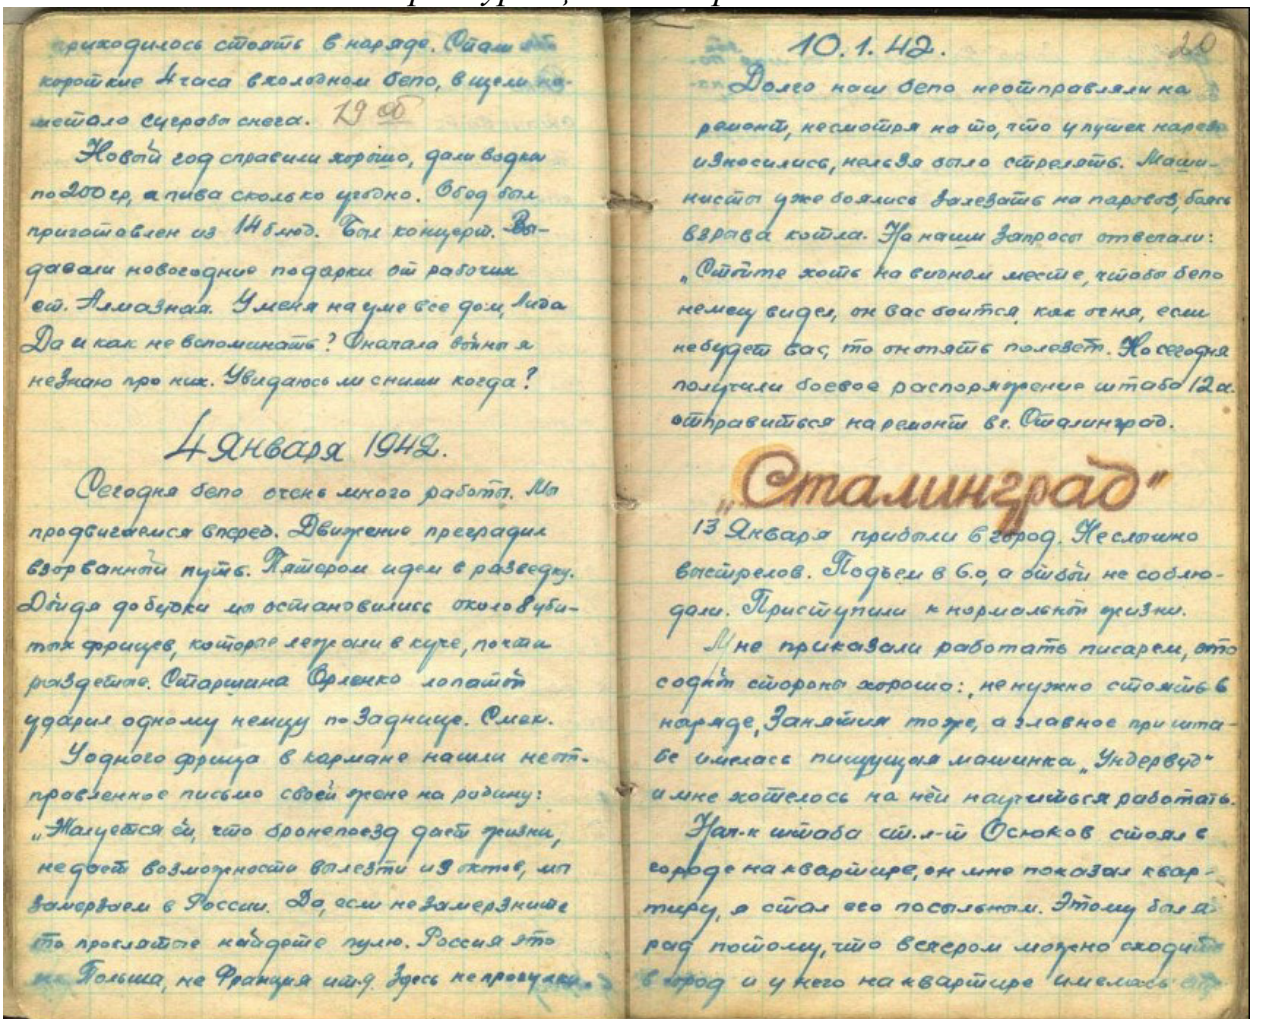 приходилось стоять в наряде. Спали
короткие 4 часа в холодном бепо, в щели на-
метало сугробы снега. 19 об
Новый год справили хорошо, дали водки
по 200 гр, а пива сколько угодно. Обед был
приготовлен из 14 блюд. Был концерт. Вы-
давали новогодние подарки от рабочих
ст. Алмазная. У меня на уме все дом, Лида
Да и как не вспоминать? Сначала войны я
не знаю про них. Увидаюсь ли с ними когда?
4 Января 1942.
Сегодня бепо очень много работы. Мы
продвигаемся вперед. Движение преградил
взорванный путь. Пятером идем в разведку.
Дойдя до будки мы остановились около 8 уби-
тых фрицев, которые лежали в куче, почти
раздетые. Старшина Орленко лопатой
ударил одному немцу по заднице. Смех.
У одного фрица в кармане нашли неот-
правленное письмо своей жене на родину:
„Жалуется ей, что бронепоезд дает жизни,
не дает возможности вылезти из окопов, мы
замерзаем в России. Да, если не замерзните
то проклятые найдете пулю. Россия это
не Польша, не Франция и т.д. Здесь не прогулки.
20
10.1.42.
Долго наш бепо не отправляли на
ремонт, несмотря на то, что у пушек нарезы
износились, нельзя было стрелять. Маши-
нисты уже боялись залезать на паровоз, боясь
взрыва котла. На наши запросы отвечали:
„Стойте хоть на видном месте, чтобы бепо
немец видел, он вас боится, как огня, если
не будет вас, то он опять полезет. Но сегодня
получили боевое распоряжение штаба 12 а.
отправиться на ремонт в г. Сталинград.
„Сталинград"
13 Января прибыли в город. Не слышно
выстрелов. Подъем в 6.0, а отбой не соблю-
дали. Приступили к нормальной жизни.
Мне приказали работать писарем, это
с одной стороны хорошо: не нужно стоять в
наряде, занятия тоже, а главное при шта-
бе имелась пишущая машинка „Ундервуд"
и мне хотелось на ней научиться работать.
Нач-к штаба ст. л-т Осюков стоял в
городе на квартире, он мне показал квар-
тиру, я стал его посыльным. Этому был я
рад потому, что вечером можно сходить
в город и у него на квартире имелась